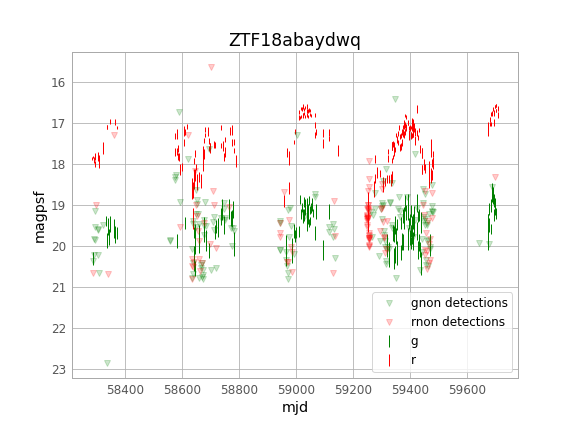 ZTF18abaydwq
magpsf
16
17
18
19
20
21
22
23
gnon detections
rnon detections
g
r
58400 58600 58800 59000 59200 59400 59600
mjd